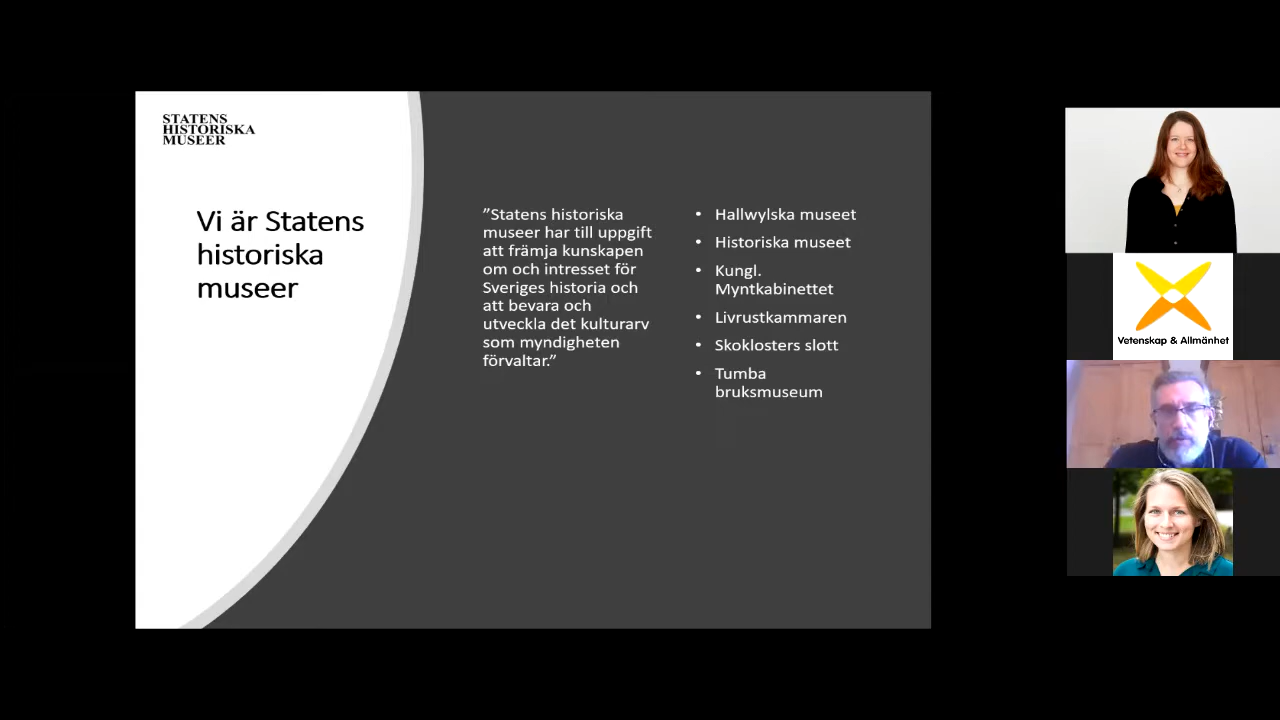 STATENS
HISTORISKA
MUSEER
Vi är Statens
historiska
museer
”Statens historiska
museer har till uppgift
att främja kunskapen
om och intresset för
Sveriges historia och
att bevara och
utveckla det kulturarv
som myndigheten
förvaltar.”
• Hallwylska museet
• Historiska museet
• Kungl.
Myntkabinettet
• Livrustkammaren
• Skoklosters slott
• Tumba
bruksmuseum
Vetenskap & Allmänhet